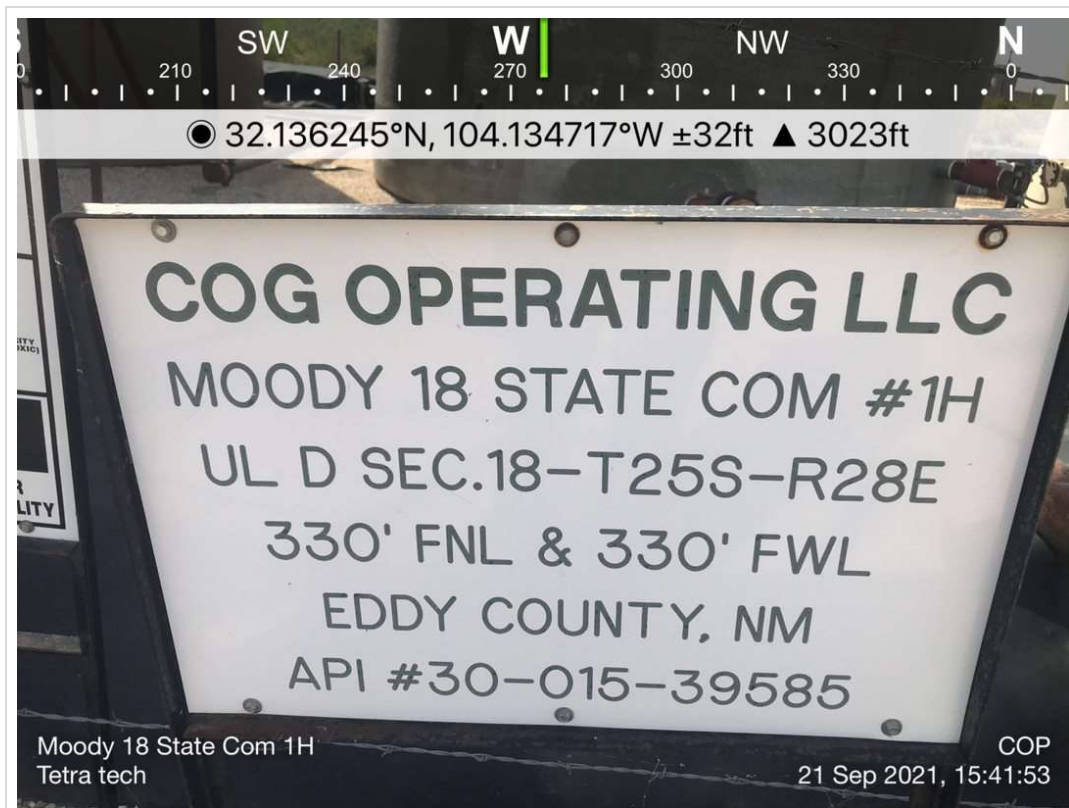 SW W NW N
210 240 270 300 330 0
32.136245°N, 104.134717°W ±32ft ▲ 3023ft
COG OPERATING LLC
MOODY 18 STATE COM #1H
UL D SEC.18-T25S-R28E
330' FNL & 330' FWL
EDDY COUNTY, NM
API #30-015-39585
LITY
Moody 18 State Com 1H
Tetra tech
COP
21 Sep 2021, 15:41:53